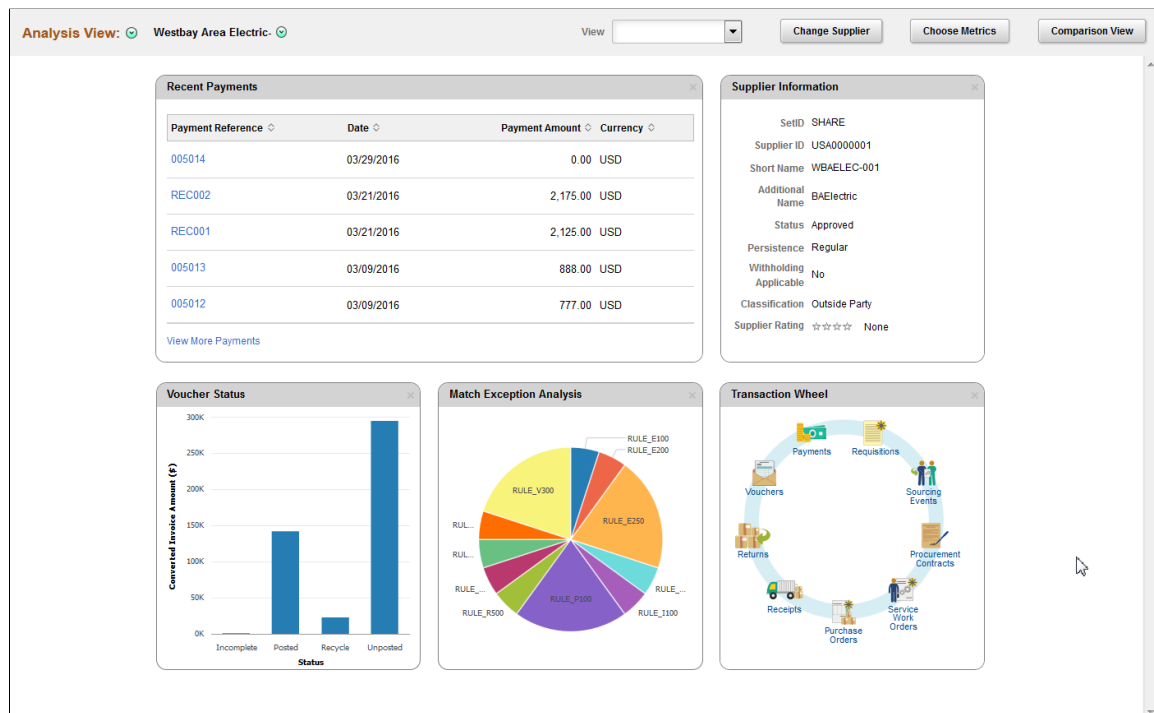 Analysis View: Westbay Area Electric- View Change Supplier Choose Metrics Comparison View
Recent Payments
Payment Reference Date Payment Amount Currency
005014 03/29/2016 0.00 USD
REC002 03/21/2016 2,175.00 USD
REC001 03/21/2016 2,125.00 USD
005013 03/09/2016 888.00 USD
005012 03/09/2016 777.00 USD
View More Payments
Supplier Information
SetID SHARE
Supplier ID USA0000001
Short Name WBAELEC-001
Additional
Name
BAElectric
Status Approved
Persistence Regular
Withholding
Applicable
No
Classification Outside Party
Supplier Rating None
Voucher Status
300K
250K
200K
150K
100K
50K
0K
Converted Invoice Amount ($)
Incomplete Posted Recycle Unposted
Status
Match Exception Analysis
RULE_E100
RULE_E200
RULE_V300
RULE_E250
RUL...
RUL...
RULE_...
RULE_...
RULE_P100
RULE_R500
RULE_I100
Transaction Wheel
Payments
Requisitions
Vouchers
Sourcing
Events
Returns
Procurement
Contracts
Receipts
Service
Work
Orders
Purchase
Orders